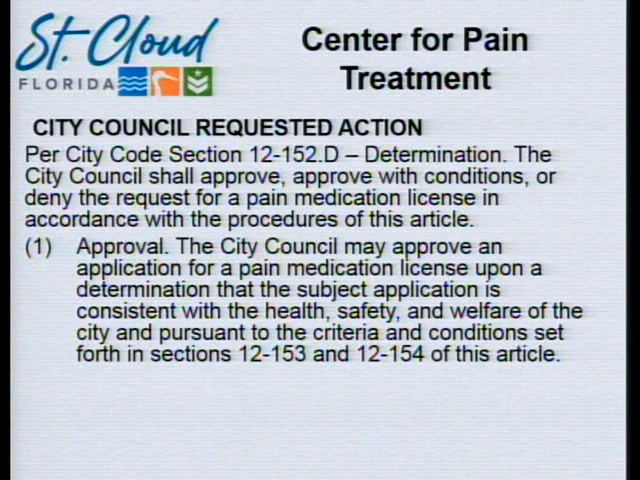 St. Cloud
FLORIDA
Center for Pain
Treatment
CITY COUNCIL REQUESTED ACTION
Per City Code Section 12-152.D – Determination. The
City Council shall approve, approve with conditions, or
deny the request for a pain medication license in
accordance with the procedures of this article.
(1) Approval. The City Council may approve an
application for a pain medication license upon a
determination that the subject application is
consistent with the health, safety, and welfare of the
city and pursuant to the criteria and conditions set
forth in sections 12-153 and 12-154 of this article.